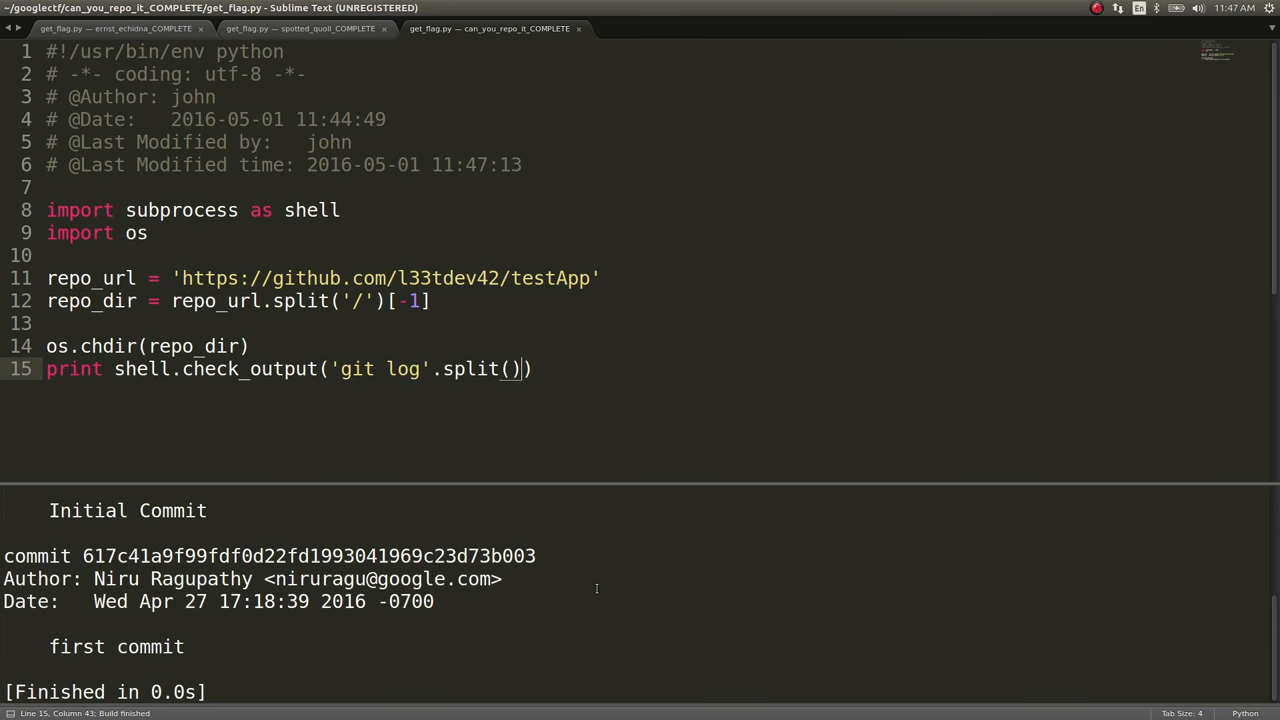 ~/googlectf/can_you_repo_it_COMPLETE/get_flag.py - Sublime Text (UNREGISTERED)
En
11:47 AM
get_flag.py — ernst_echidna_COMPLETE ×
get_flag.py — spotted_quoll_COMPLETE ×
get_flag.py — can_you_repo_it_COMPLETE ×
1 #!/usr/bin/env python
2 # -*- coding: utf-8 -*-
3 # @Author: john
4 # @Date:   2016-05-01 11:44:49
5 # @Last Modified by:   john
6 # @Last Modified time: 2016-05-01 11:47:13
7
8 import subprocess as shell
9 import os
10
11 repo_url = 'https://github.com/l33tdev42/testApp'
12 repo_dir = repo_url.split('/')[-1]
13
14 os.chdir(repo_dir)
15 print shell.check_output('git log'.split())
Initial Commit
commit 617c41a9f99fdf0d22fd1993041969c23d73b003
Author: Niru Ragupathy <niruragu@google.com>
Date:   Wed Apr 27 17:18:39 2016 -0700
first commit
[Finished in 0.0s]
Line 15, Column 43; Build finished
Tab Size: 4
Python